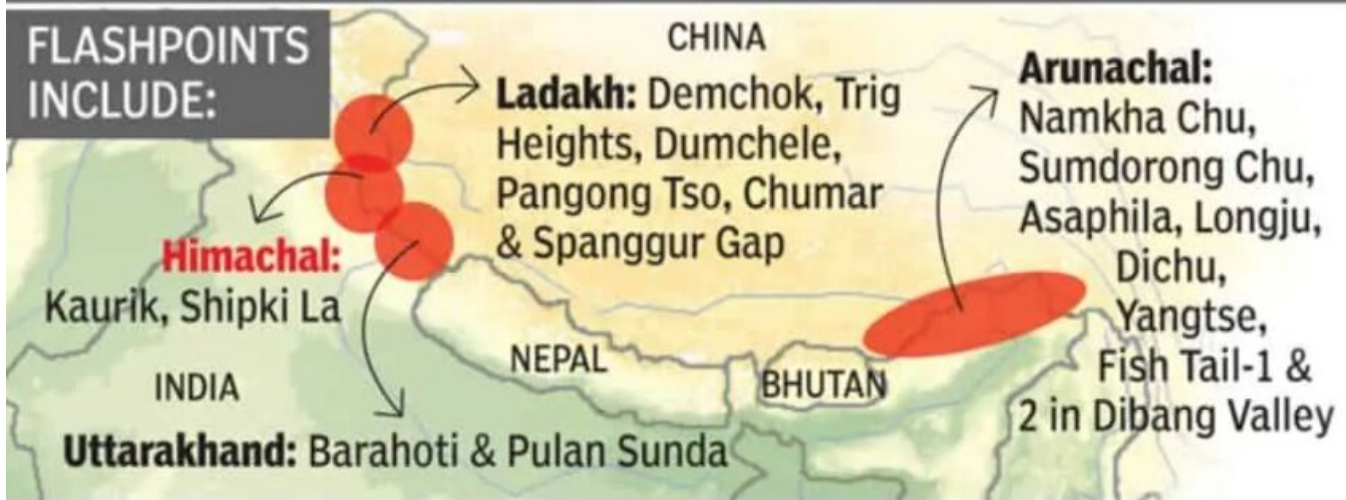 FLASHPOINTS
INCLUDE:
CHINA
Ladakh: Demchok, Trig
Heights, Dumchele,
Pangong Tso, Chumar
& Spanggur Gap
Arunachal:
Namkha Chu,
Sumdorong Chu,
Asaphila, Longju,
Dichu,
Yangtse,
Fish Tail-1 &
2 in Dibang Valley
Himachal:
Kaurik, Shipki La
NEPAL
BHUTAN
INDIA
Uttarakhand: Barahoti & Pulan Sunda